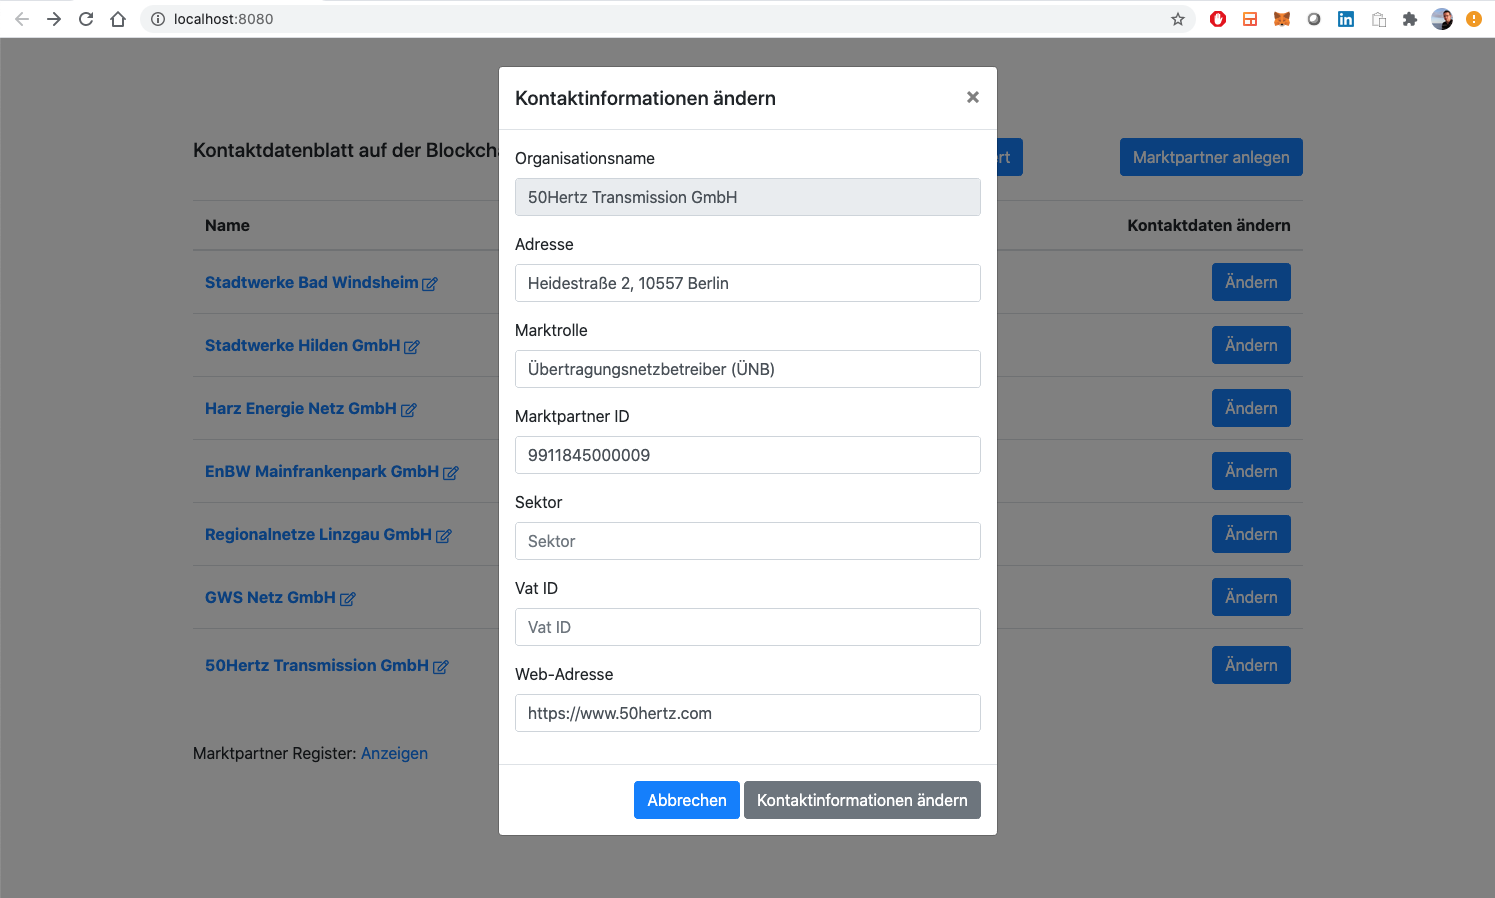 localhost:8080
Kontaktinformationen ändern
×
Kontaktdatenblatt auf der Blockcha
rt
Marktpartner anlegen
Name
Kontaktdaten ändern
Stadtwerke Bad Windsheim
Ändern
Stadtwerke Hilden GmbH
Ändern
Harz Energie Netz GmbH
Ändern
EnBW Mainfrankenpark GmbH
Ändern
Regionalnetze Linzgau GmbH
Ändern
GWS Netz GmbH
Ändern
50Hertz Transmission GmbH
Ändern
Marktpartner Register: Anzeigen
Organisationsname
50Hertz Transmission GmbH
Adresse
Heidestraße 2, 10557 Berlin
Marktrolle
Übertragungsnetzbetreiber (ÜNB)
Marktpartner ID
9911845000009
Sektor
Sektor
Vat ID
Vat ID
Web-Adresse
https://www.50hertz.com
Abbrechen
Kontaktinformationen ändern